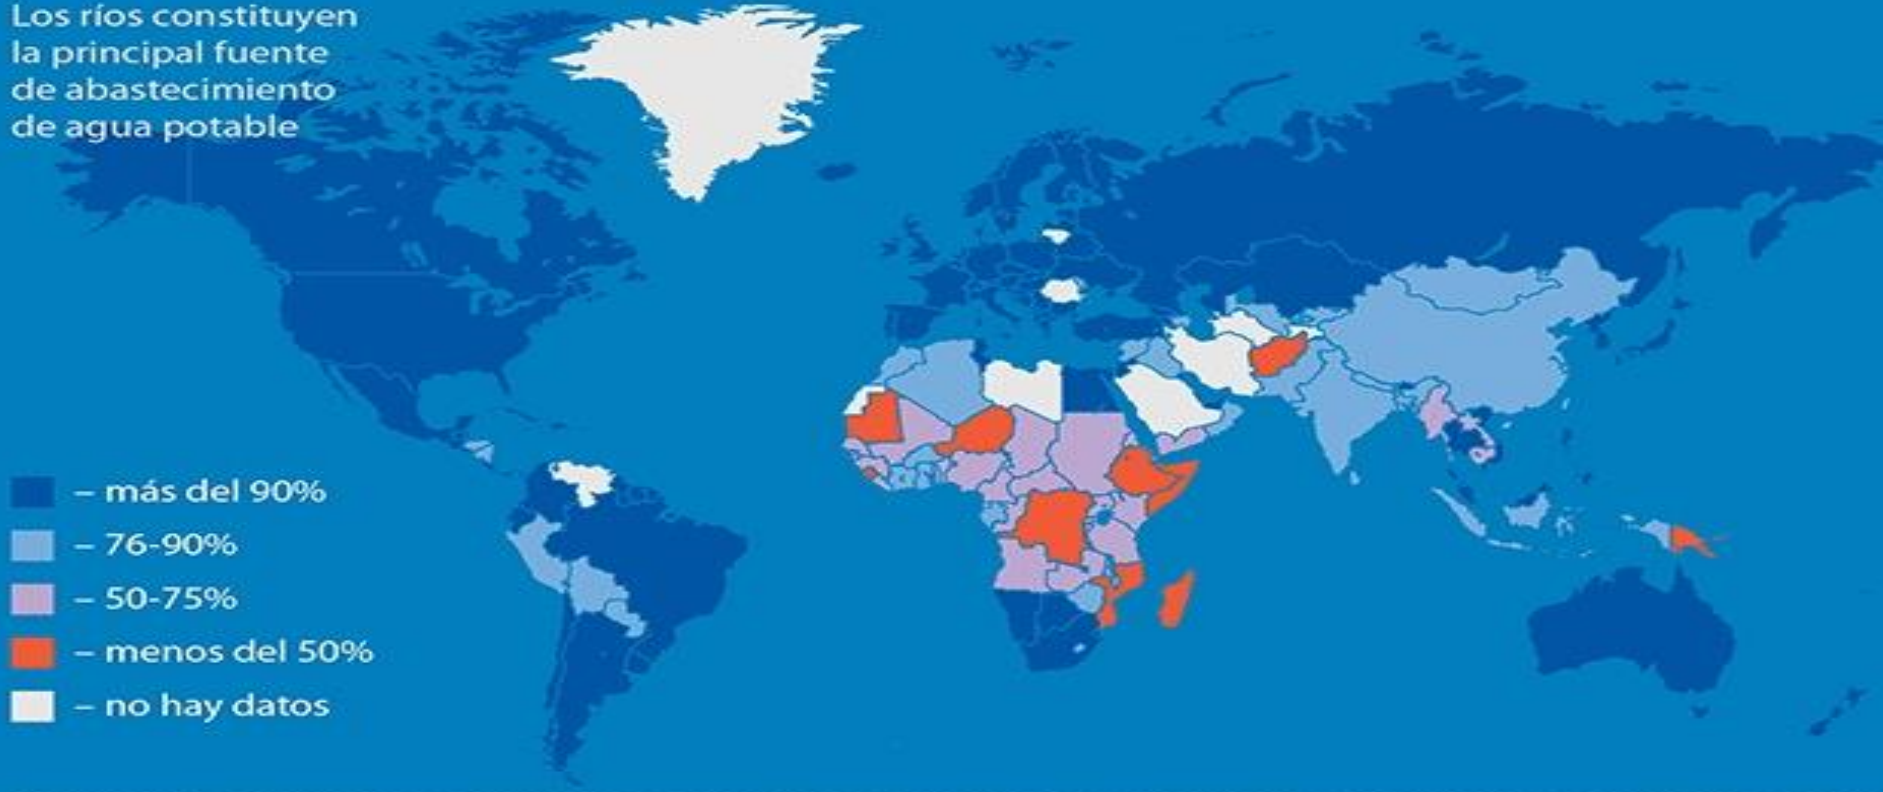 Los ríos constituyen
la principal fuente
de abastecimiento
de agua potable
– más del 90%
– 76-90%
– 50-75%
– menos del 50%
– no hay datos